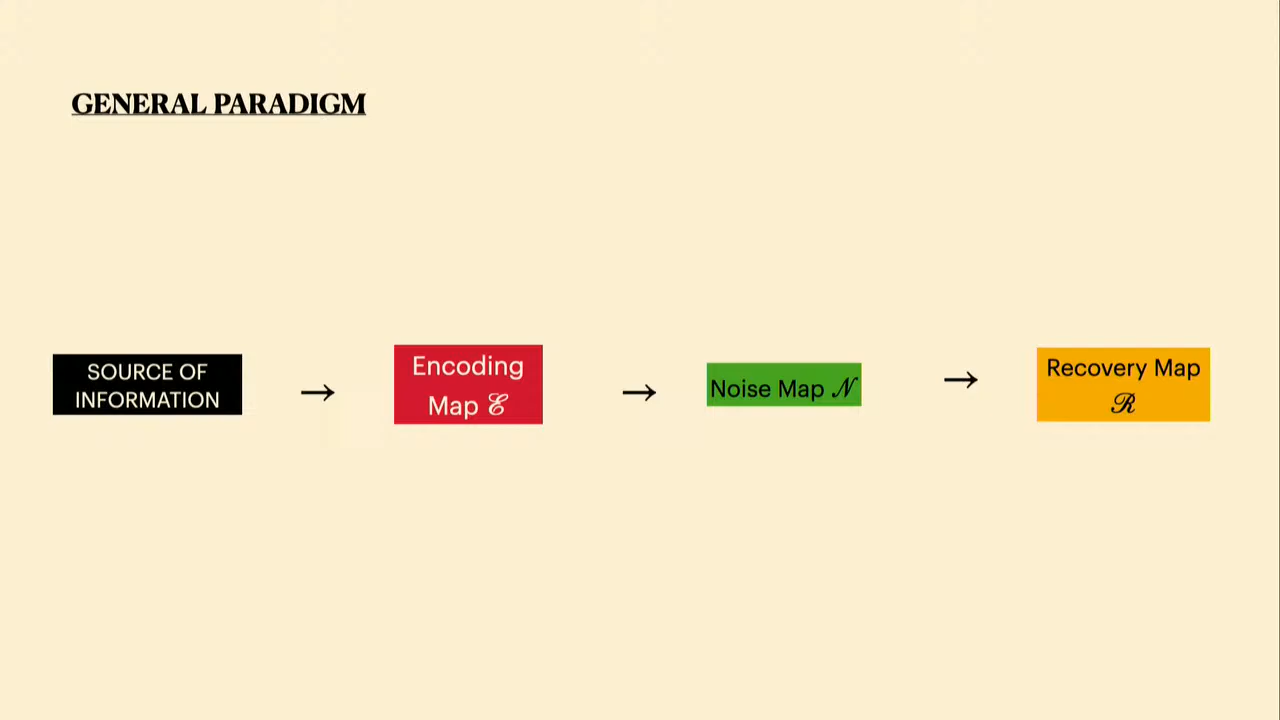 GENERAL PARADIGM
SOURCE OF
INFORMATION
→
Encoding
Map ℰ
→
Noise Map 𝒩
→
Recovery Map
ℛ